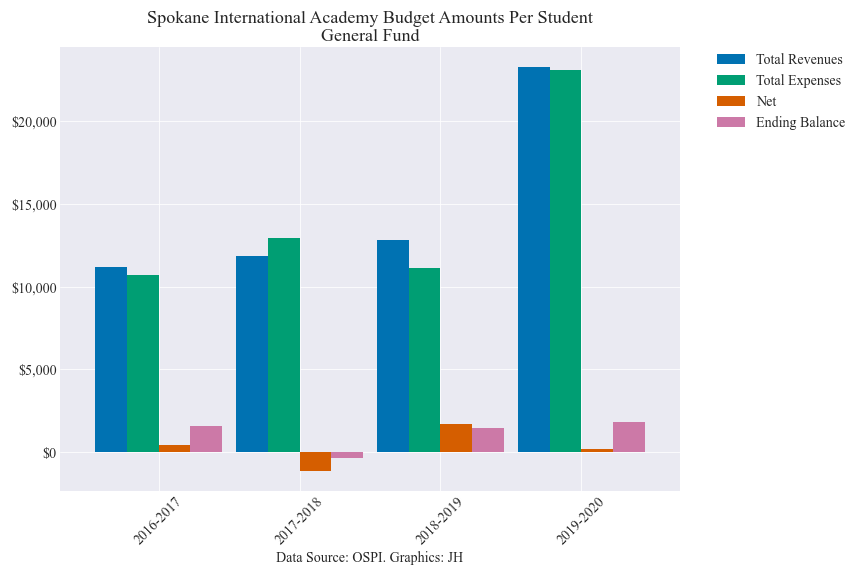 Spokane International Academy Budget Amounts Per Student
General Fund
Total Revenues
Total Expenses
Net
Ending Balance
$20,000
$15,000
$10,000
$5,000
$0
2016-2017
2017-2018
2018-2019
2019-2020
Data Source: OSPI. Graphics: JH